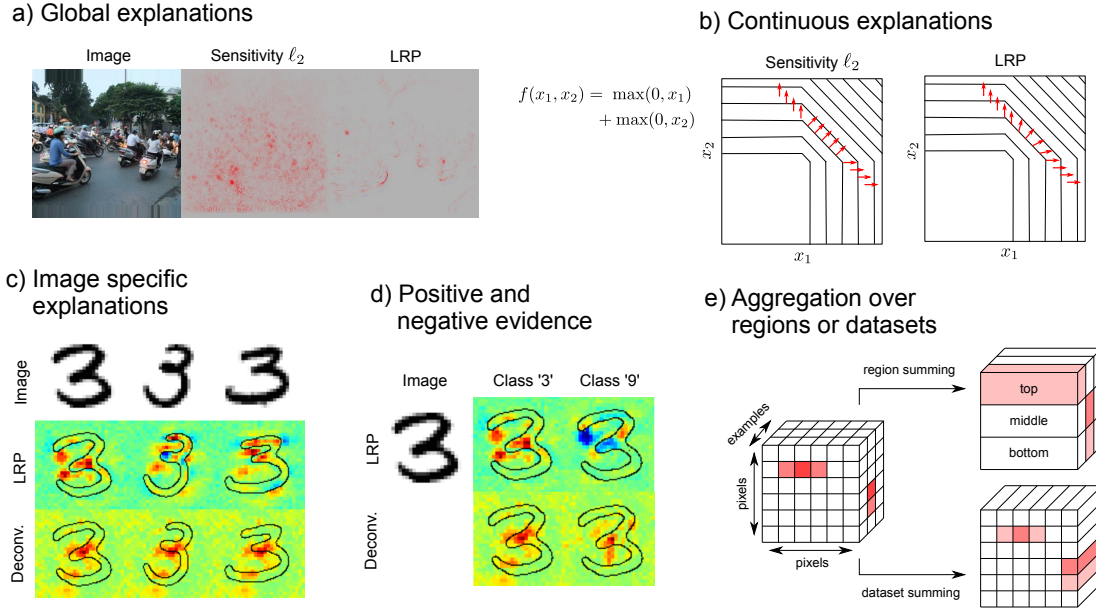 a) Global explanations
Image
Sensitivity ℓ₂
LRP
b) Continuous explanations
f(x₁, x₂) = max(0, x₁)
+ max(0, x₂)
Sensitivity ℓ₂
LRP
x₂
x₁
x₂
x₁
c) Image specific
explanations
Image
LRP
Deconv.
d) Positive and
negative evidence
Image
Class '3'
Class '9'
LRP
Deconv.
e) Aggregation over
regions or datasets
region summing
top
middle
bottom
examples
pixels
pixels
dataset summing